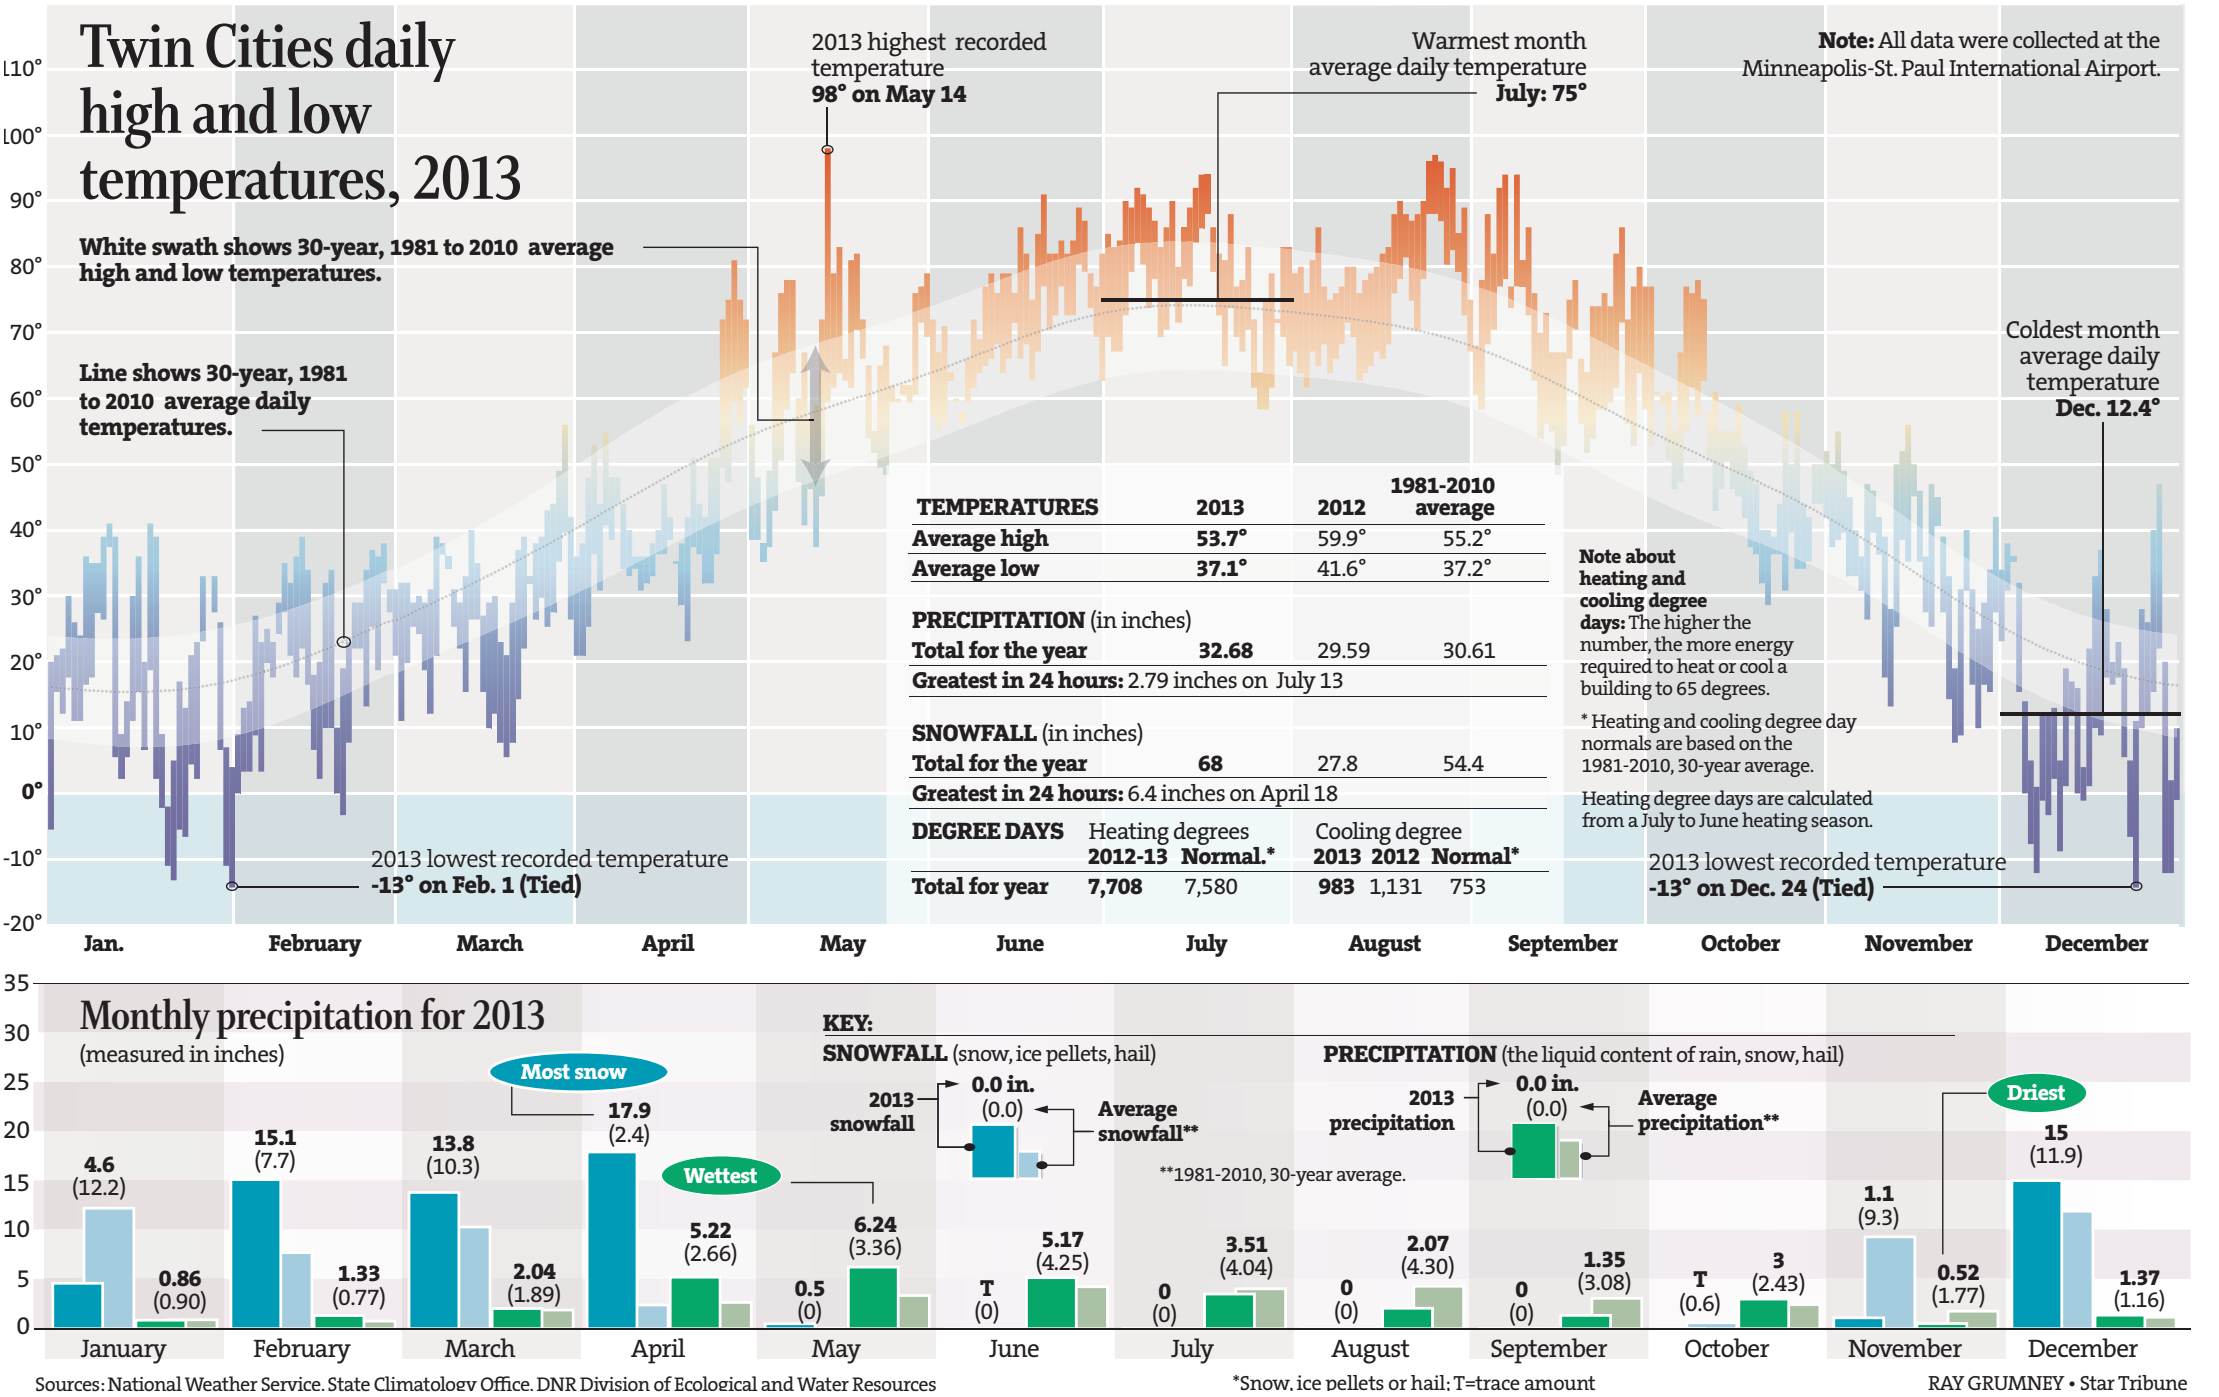 Twin Cities daily
high and low
temperatures, 2013
White swath shows 30-year, 1981 to 2010 average
high and low temperatures.
Line shows 30-year, 1981
to 2010 average daily
temperatures.
2013 highest recorded
temperature
98° on May 14
Warmest month
average daily temperature
July: 75°
Note: All data were collected at the
Minneapolis-St. Paul International Airport.
Coldest month
average daily
temperature
Dec. 12.4°
110°
100°
90°
80°
70°
60°
50°
40°
30°
20°
10°
0°
-10°
-20°
2013 lowest recorded temperature
-13° on Feb. 1 (Tied)
TEMPERATURES 2013 2012 1981-2010 average
Average high 53.7° 59.9° 55.2°
Average low 37.1° 41.6° 37.2°
PRECIPITATION (in inches)
Total for the year 32.68 29.59 30.61
Greatest in 24 hours: 2.79 inches on July 13
SNOWFALL (in inches)
Total for the year 68 27.8 54.4
Greatest in 24 hours: 6.4 inches on April 18
DEGREE DAYS Heating degrees Cooling degree
2012-13 Normal.* 2013 2012 Normal*
Total for year 7,708 7,580 983 1,131 753
Note about
heating and
cooling degree
days: The higher the
number, the more energy
required to heat or cool a
building to 65 degrees.
* Heating and cooling degree day
normals are based on the
1981-2010, 30-year average.
Heating degree days are calculated
from a July to June heating season.
2013 lowest recorded temperature
-13° on Dec. 24 (Tied)
Jan. February March April May June July August September October November December
Monthly precipitation for 2013
(measured in inches)
35
30
25
20
15
10
5
0
KEY:
SNOWFALL (snow, ice pellets, hail)
2013
snowfall
0.0 in.
(0.0)
Average
snowfall**
PRECIPITATION (the liquid content of rain, snow, hail)
2013
precipitation
0.0 in.
(0.0)
Average
precipitation**
**1981-2010, 30-year average.
Most snow
Wettest
Driest
4.6
(12.2)
0.86
(0.90)
15.1
(7.7)
1.33
(0.77)
13.8
(10.3)
2.04
(1.89)
17.9
(2.4)
5.22
(2.66)
0.5
(0)
6.24
(3.36)
T
(0)
5.17
(4.25)
0
(0)
3.51
(4.04)
0
(0)
2.07
(4.30)
0
(0)
1.35
(3.08)
T
(0.6)
3
(2.43)
1.1
(9.3)
0.52
(1.77)
15
(11.9)
1.37
(1.16)
January February March April May June July August September October November December
Sources: National Weather Service, State Climatology Office, DNR Division of Ecological and Water Resources
*Snow, ice pellets or hail; T=trace amount
RAY GRUMNEY • Star Tribune